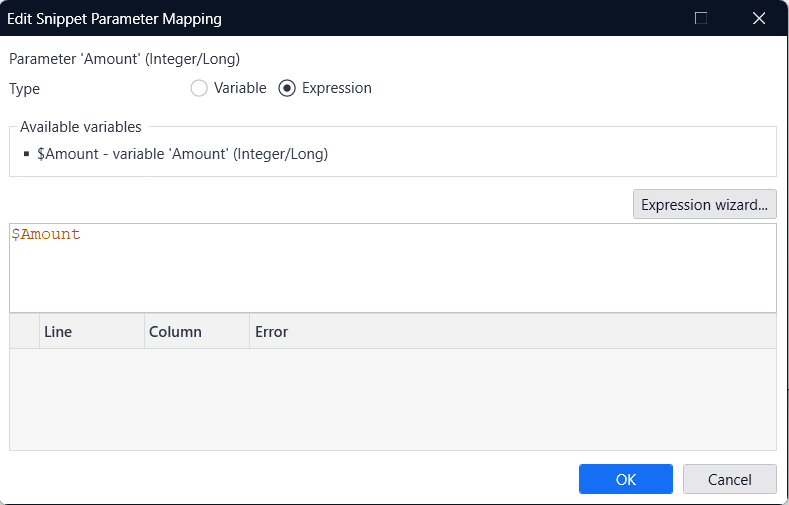 Edit Snippet Parameter Mapping
Parameter 'Amount' (Integer/Long)
Type Variable Expression
Available variables
$Amount - variable 'Amount' (Integer/Long)
Expression wizard...
$Amount
Line Column Error
OK Cancel